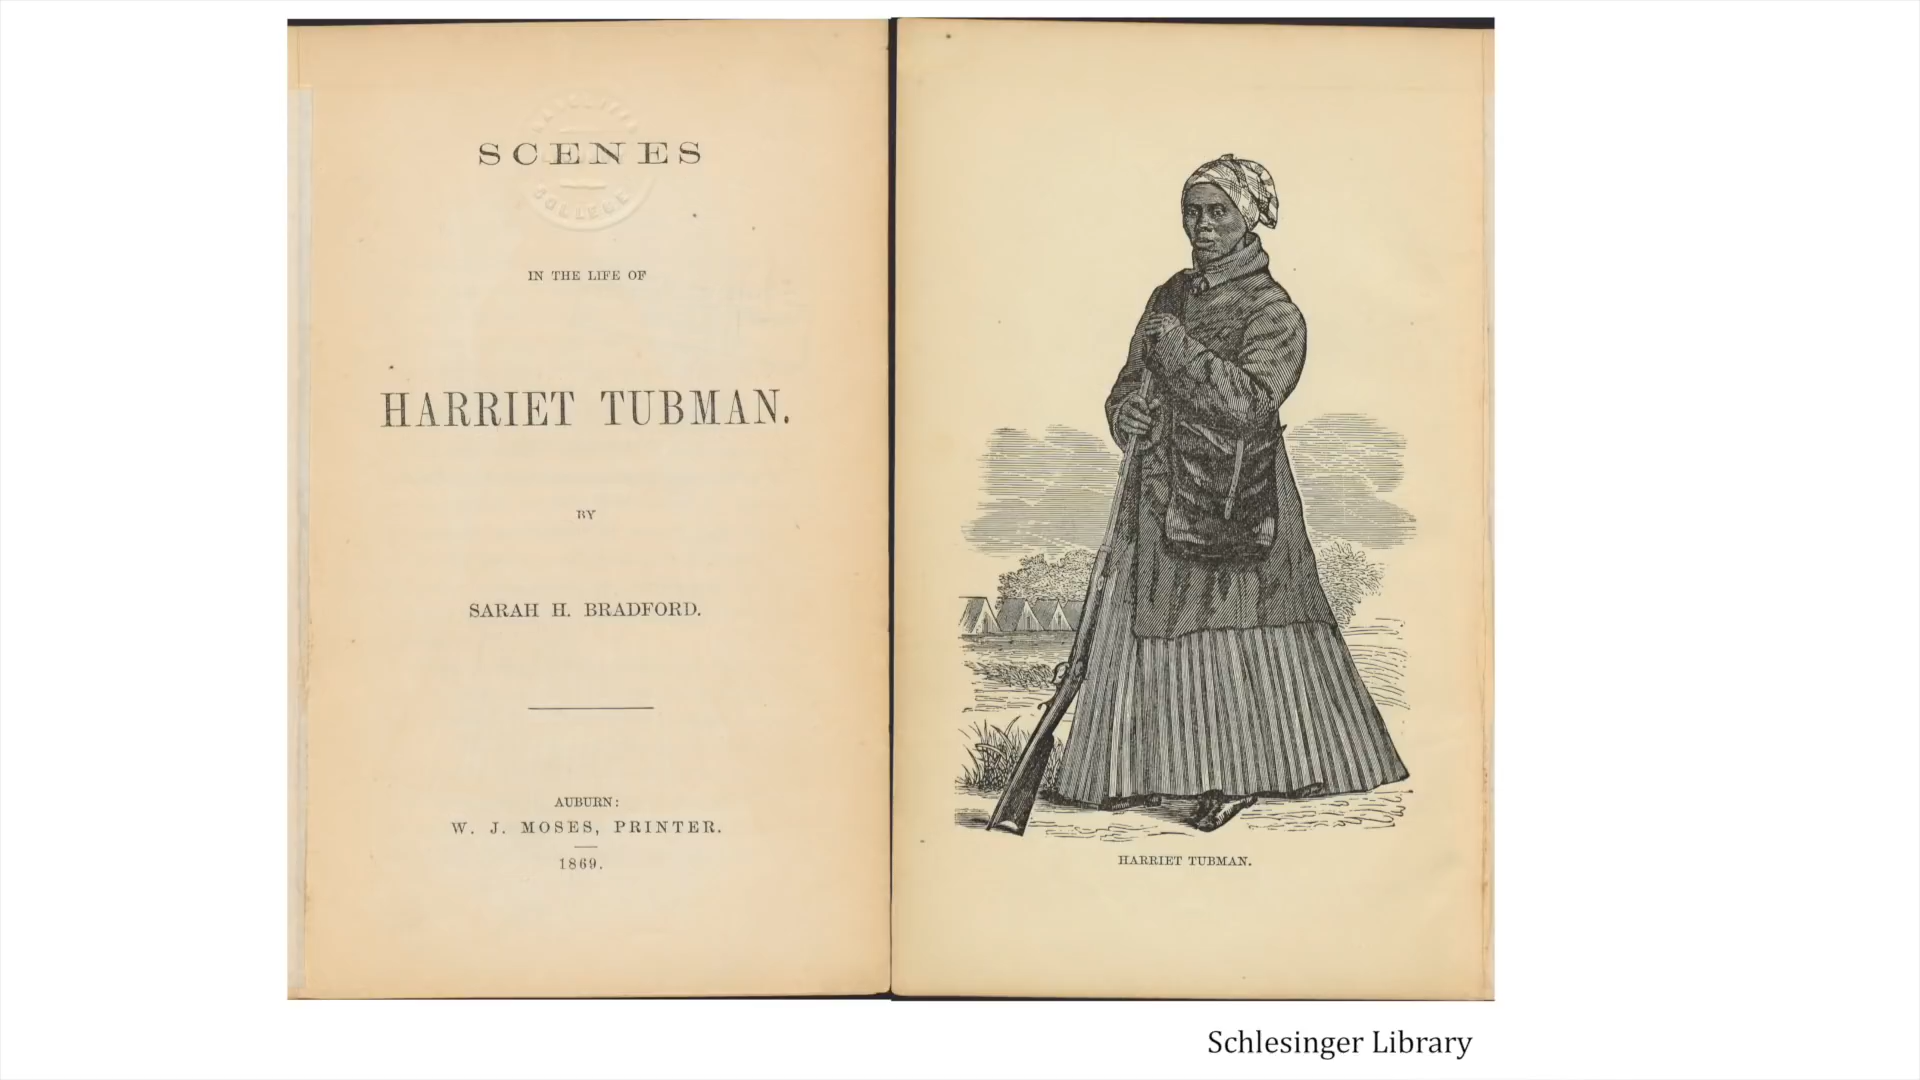 SCENES
IN THE LIFE OF
HARRIET TUBMAN.
BY
SARAH H. BRADFORD.
AUBURN:
W. J. MOSES, PRINTER.
1869.
HARRIET TUBMAN.
Schlesinger Library